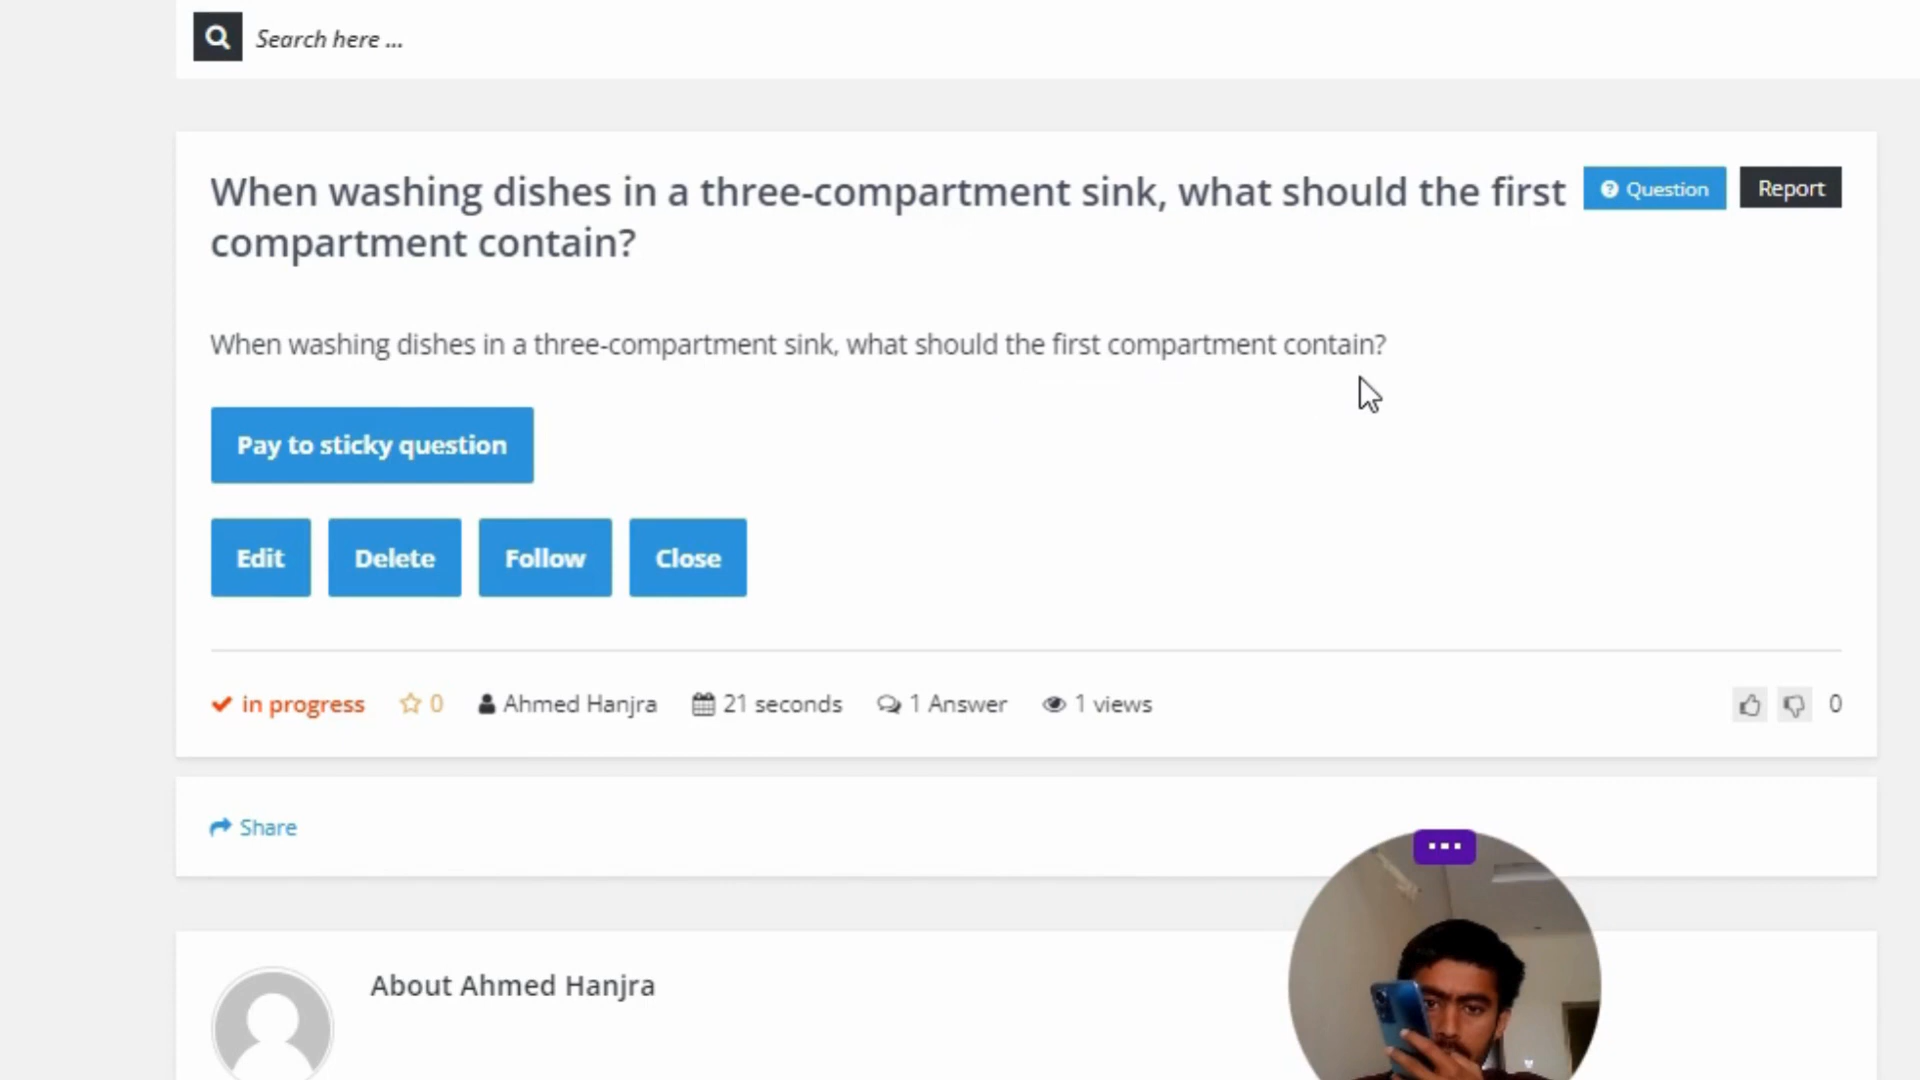 Search here ...
When washing dishes in a three-compartment sink, what should the first
compartment contain?
Question
Report
When washing dishes in a three-compartment sink, what should the first compartment contain?
Pay to sticky question
Edit Delete Follow Close
in progress 0 Ahmed Hanjra 21 seconds 1 Answer 1 views 0
Share
About Ahmed Hanjra